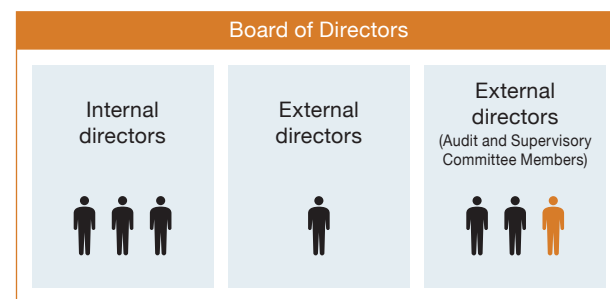 Board of Directors
Internal
directors
External
directors
External
directors
(Audit and Supervisory
Committee Members)